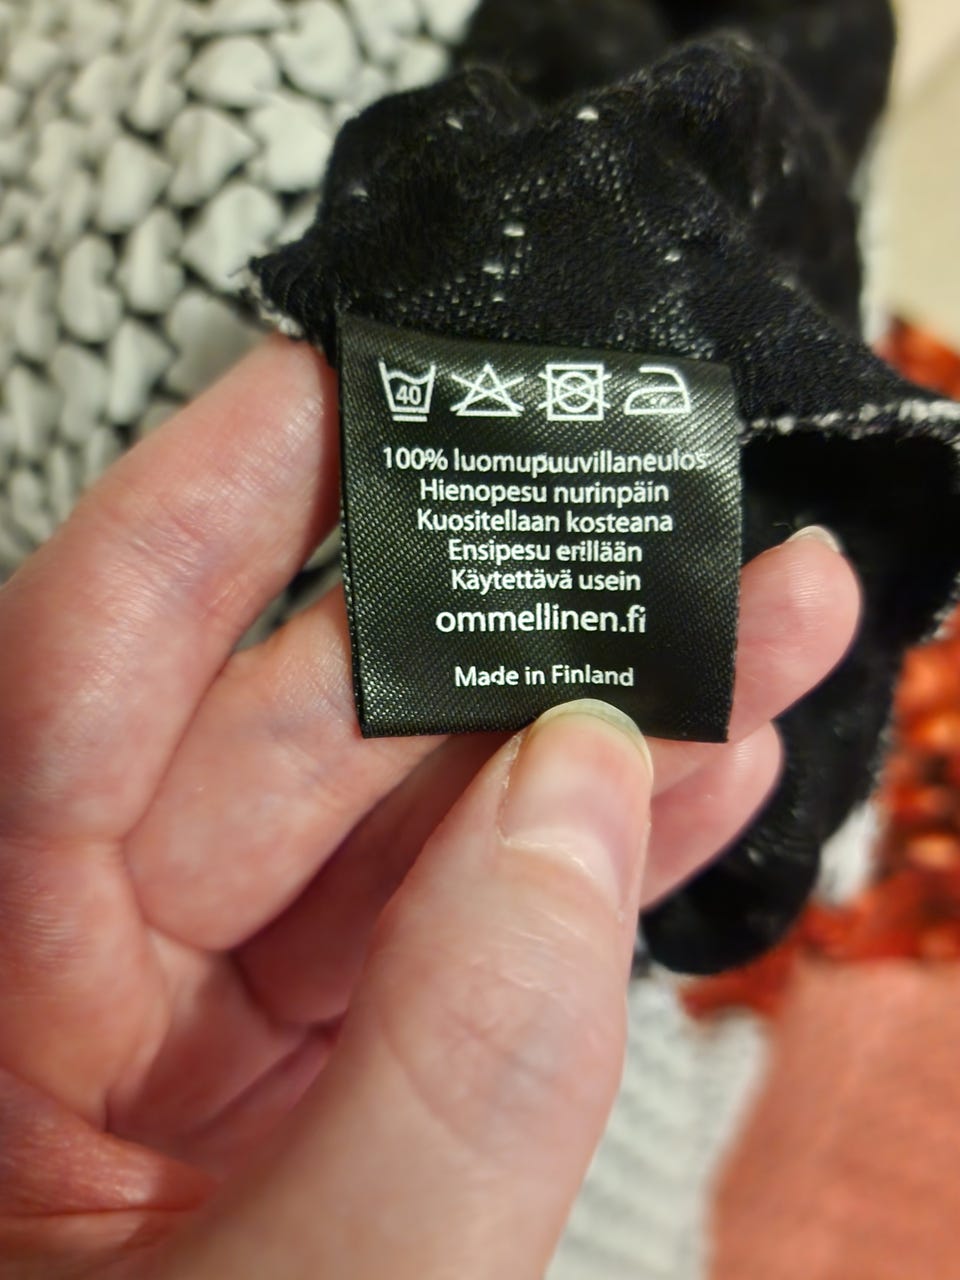 40
100% luomupuuvillaneulos
Hienopesu nurinpäin
Kuositellaan kosteana
Ensipesu erillään
Käytettävä usein
ommellinen.fi
Made in Finland